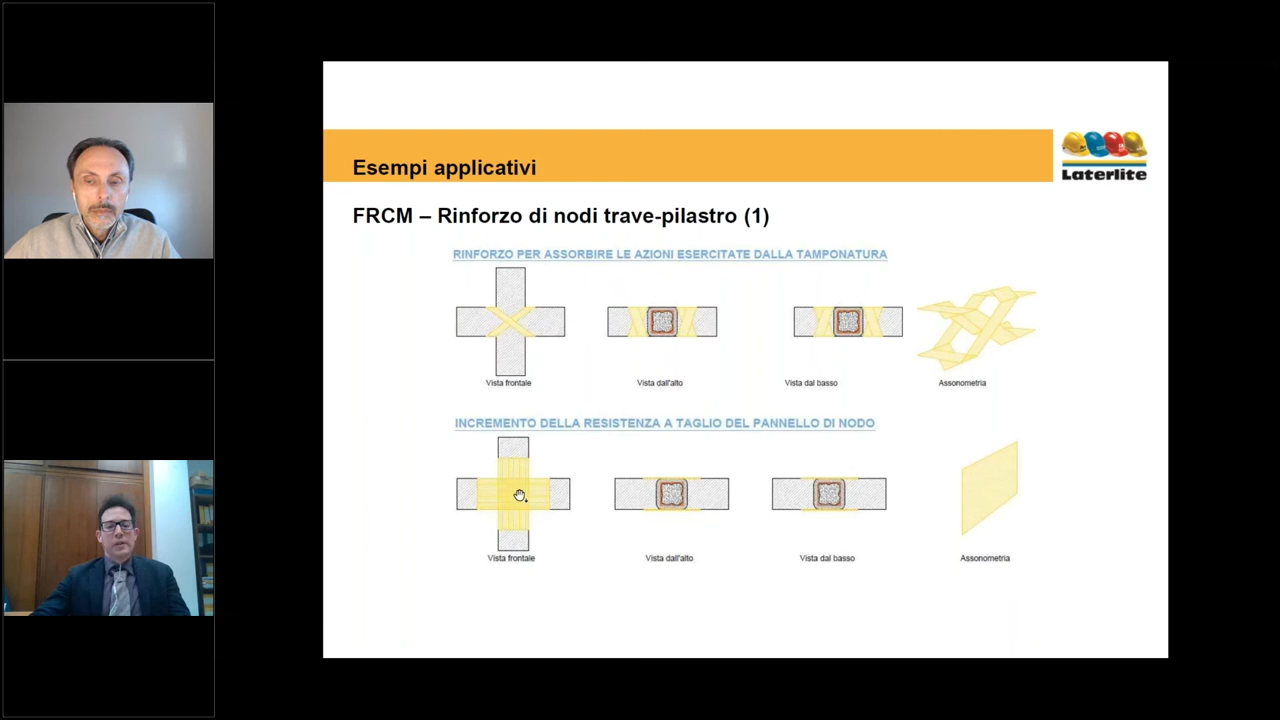 Esempi applicativi
Laterlite
FRCM – Rinforzo di nodi trave-pilastro (1)
RINFORZO PER ASSORBIRE LE AZIONI ESERCITATE DALLA TAMPONATURA
Vista frontale
Vista dall'alto
Vista dal basso
Assonometria
INCREMENTO DELLA RESISTENZA A TAGLIO DEL PANNELLO DI NODO
Vista frontale
Vista dall'alto
Vista dal basso
Assonometria